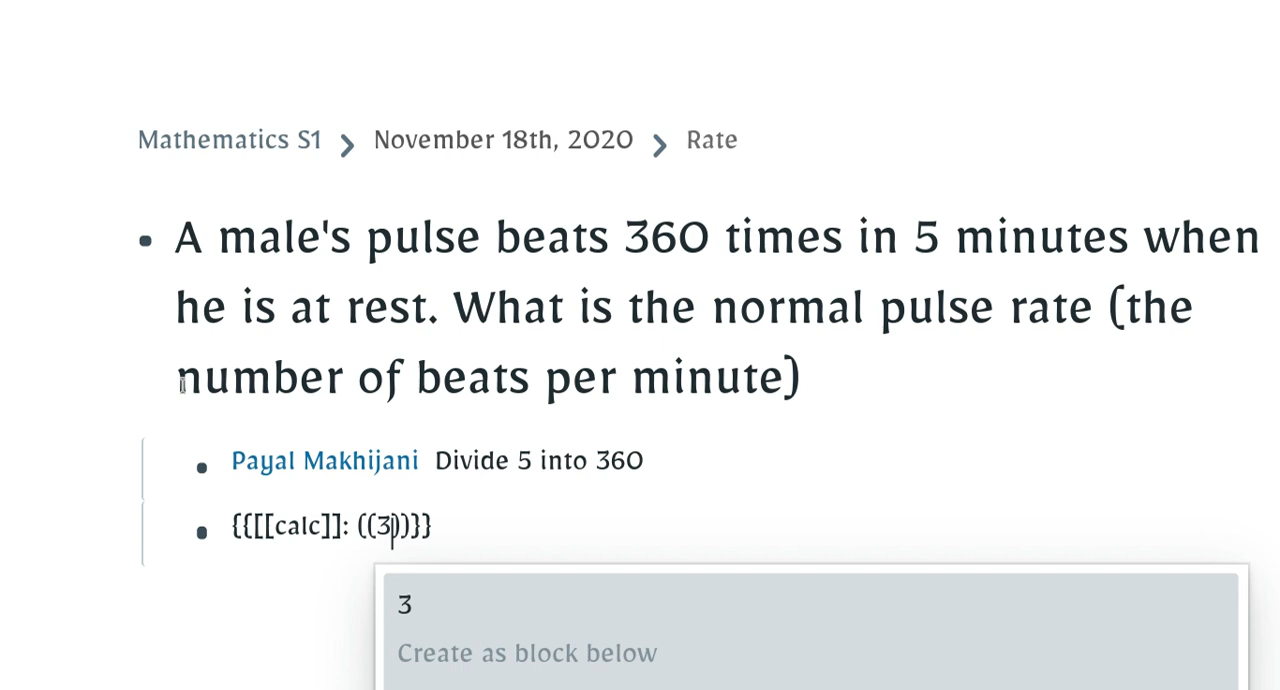 Mathematics S1 > November 18th, 2020 > Rate
A male's pulse beats 360 times in 5 minutes when
he is at rest. What is the normal pulse rate (the
number of beats per minute)
Payal Makhijani Divide 5 into 360
{{[[calc]]: ((3))}}
3
Create as block below